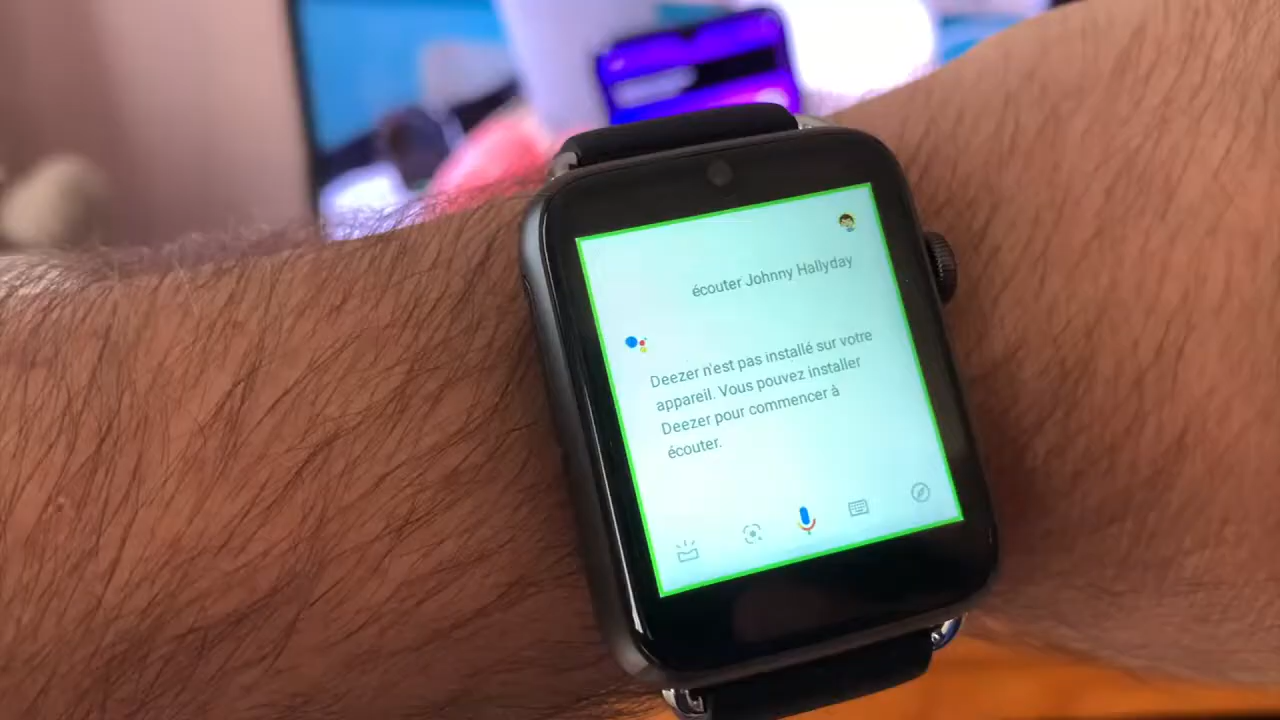 écouter Johnny Hallyday
Deezer n'est pas installé sur votre
appareil. Vous pouvez installer
Deezer pour commencer à
écouter.